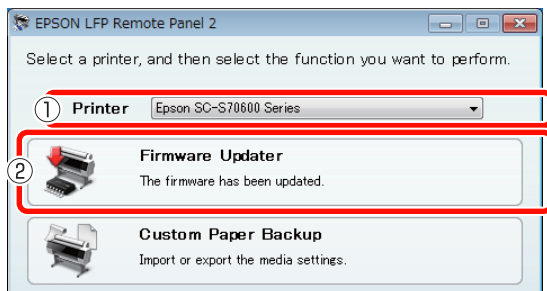 EPSON LFP Remote Panel 2
Select a printer, and then select the function you want to perform.
① Printer Epson SC-S70600 Series
② Firmware Updater
The firmware has been updated.
Custom Paper Backup
Import or export the media settings.